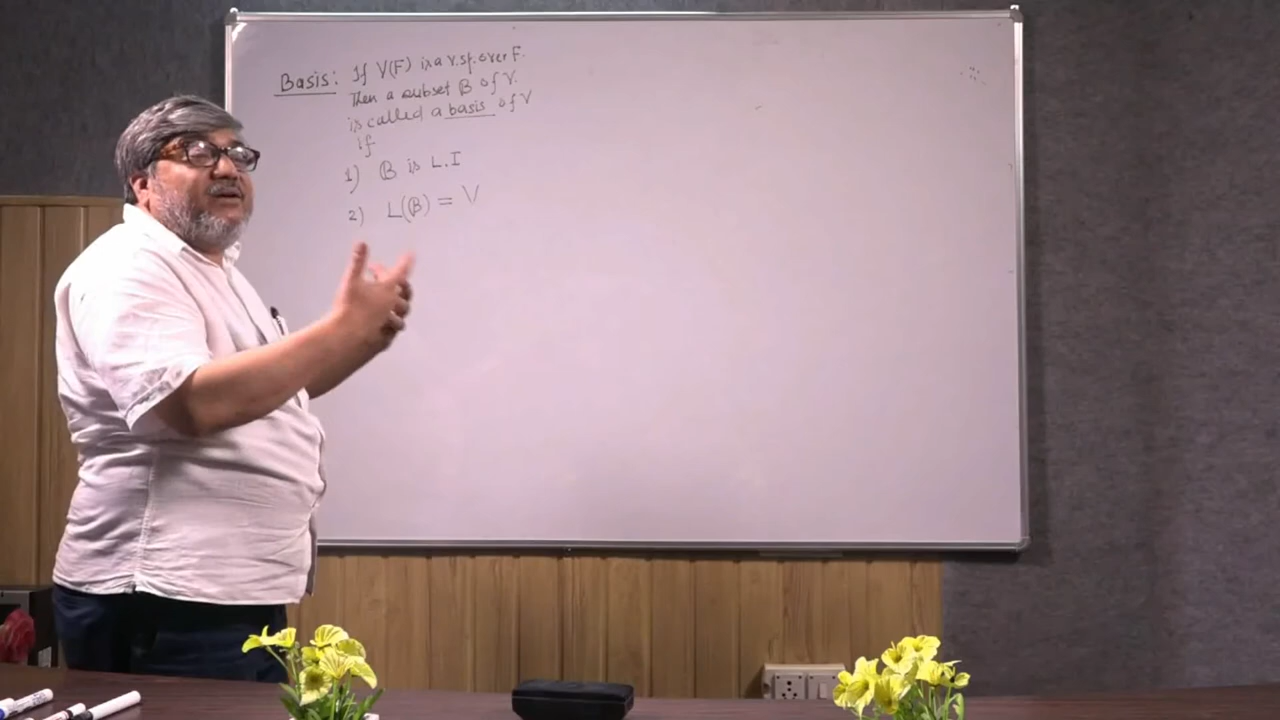 Basis: If V(F) is a v.sp. over F.
Then a subset B of V.
is called a basis of V
if
1) B is L.I
2) L(B) = V